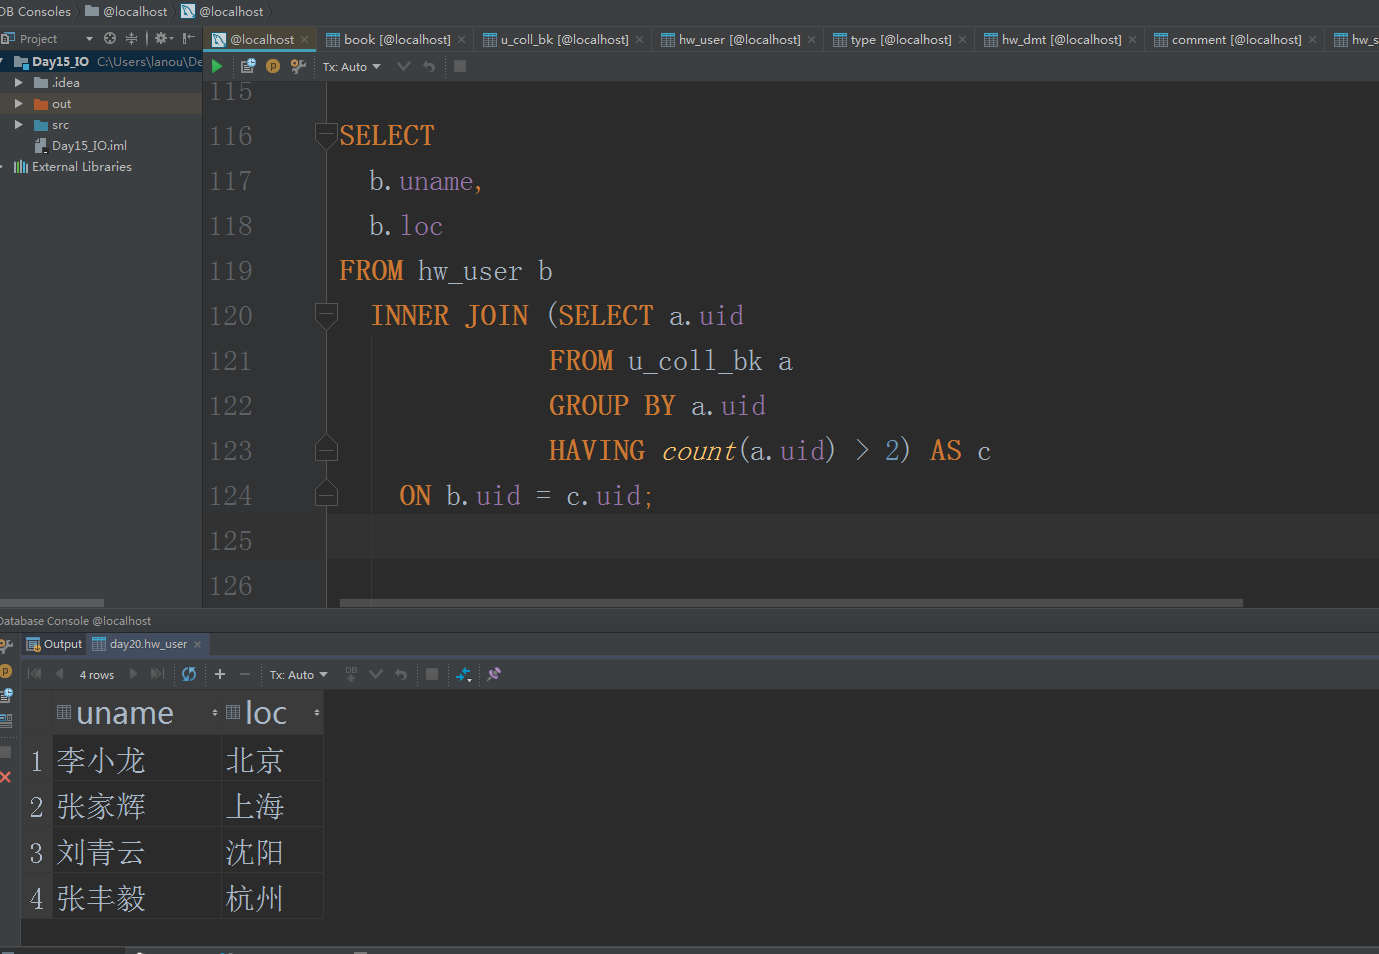 DB Consoles @localhost @localhost
Project
@localhost book [@localhost] u_coll_bk [@localhost] hw_user [@localhost] type [@localhost] hw_dmt [@localhost] comment [@localhost]
Day15_IO C:\Users\lanou\De
Tx: Auto
.idea
out
src
Day15_IO.iml
External Libraries
115
116 SELECT
117 b.uname,
118 b.loc
119 FROM hw_user b
120 INNER JOIN (SELECT a.uid
121 FROM u_coll_bk a
122 GROUP BY a.uid
123 HAVING count(a.uid) > 2) AS c
124 ON b.uid = c.uid;
125
126
Database Console @localhost
Output day20.hw_user
4 rows Tx: Auto DB
uname loc
1 李小龙 北京
2 张家辉 上海
3 刘青云 沈阳
4 张丰毅 杭州